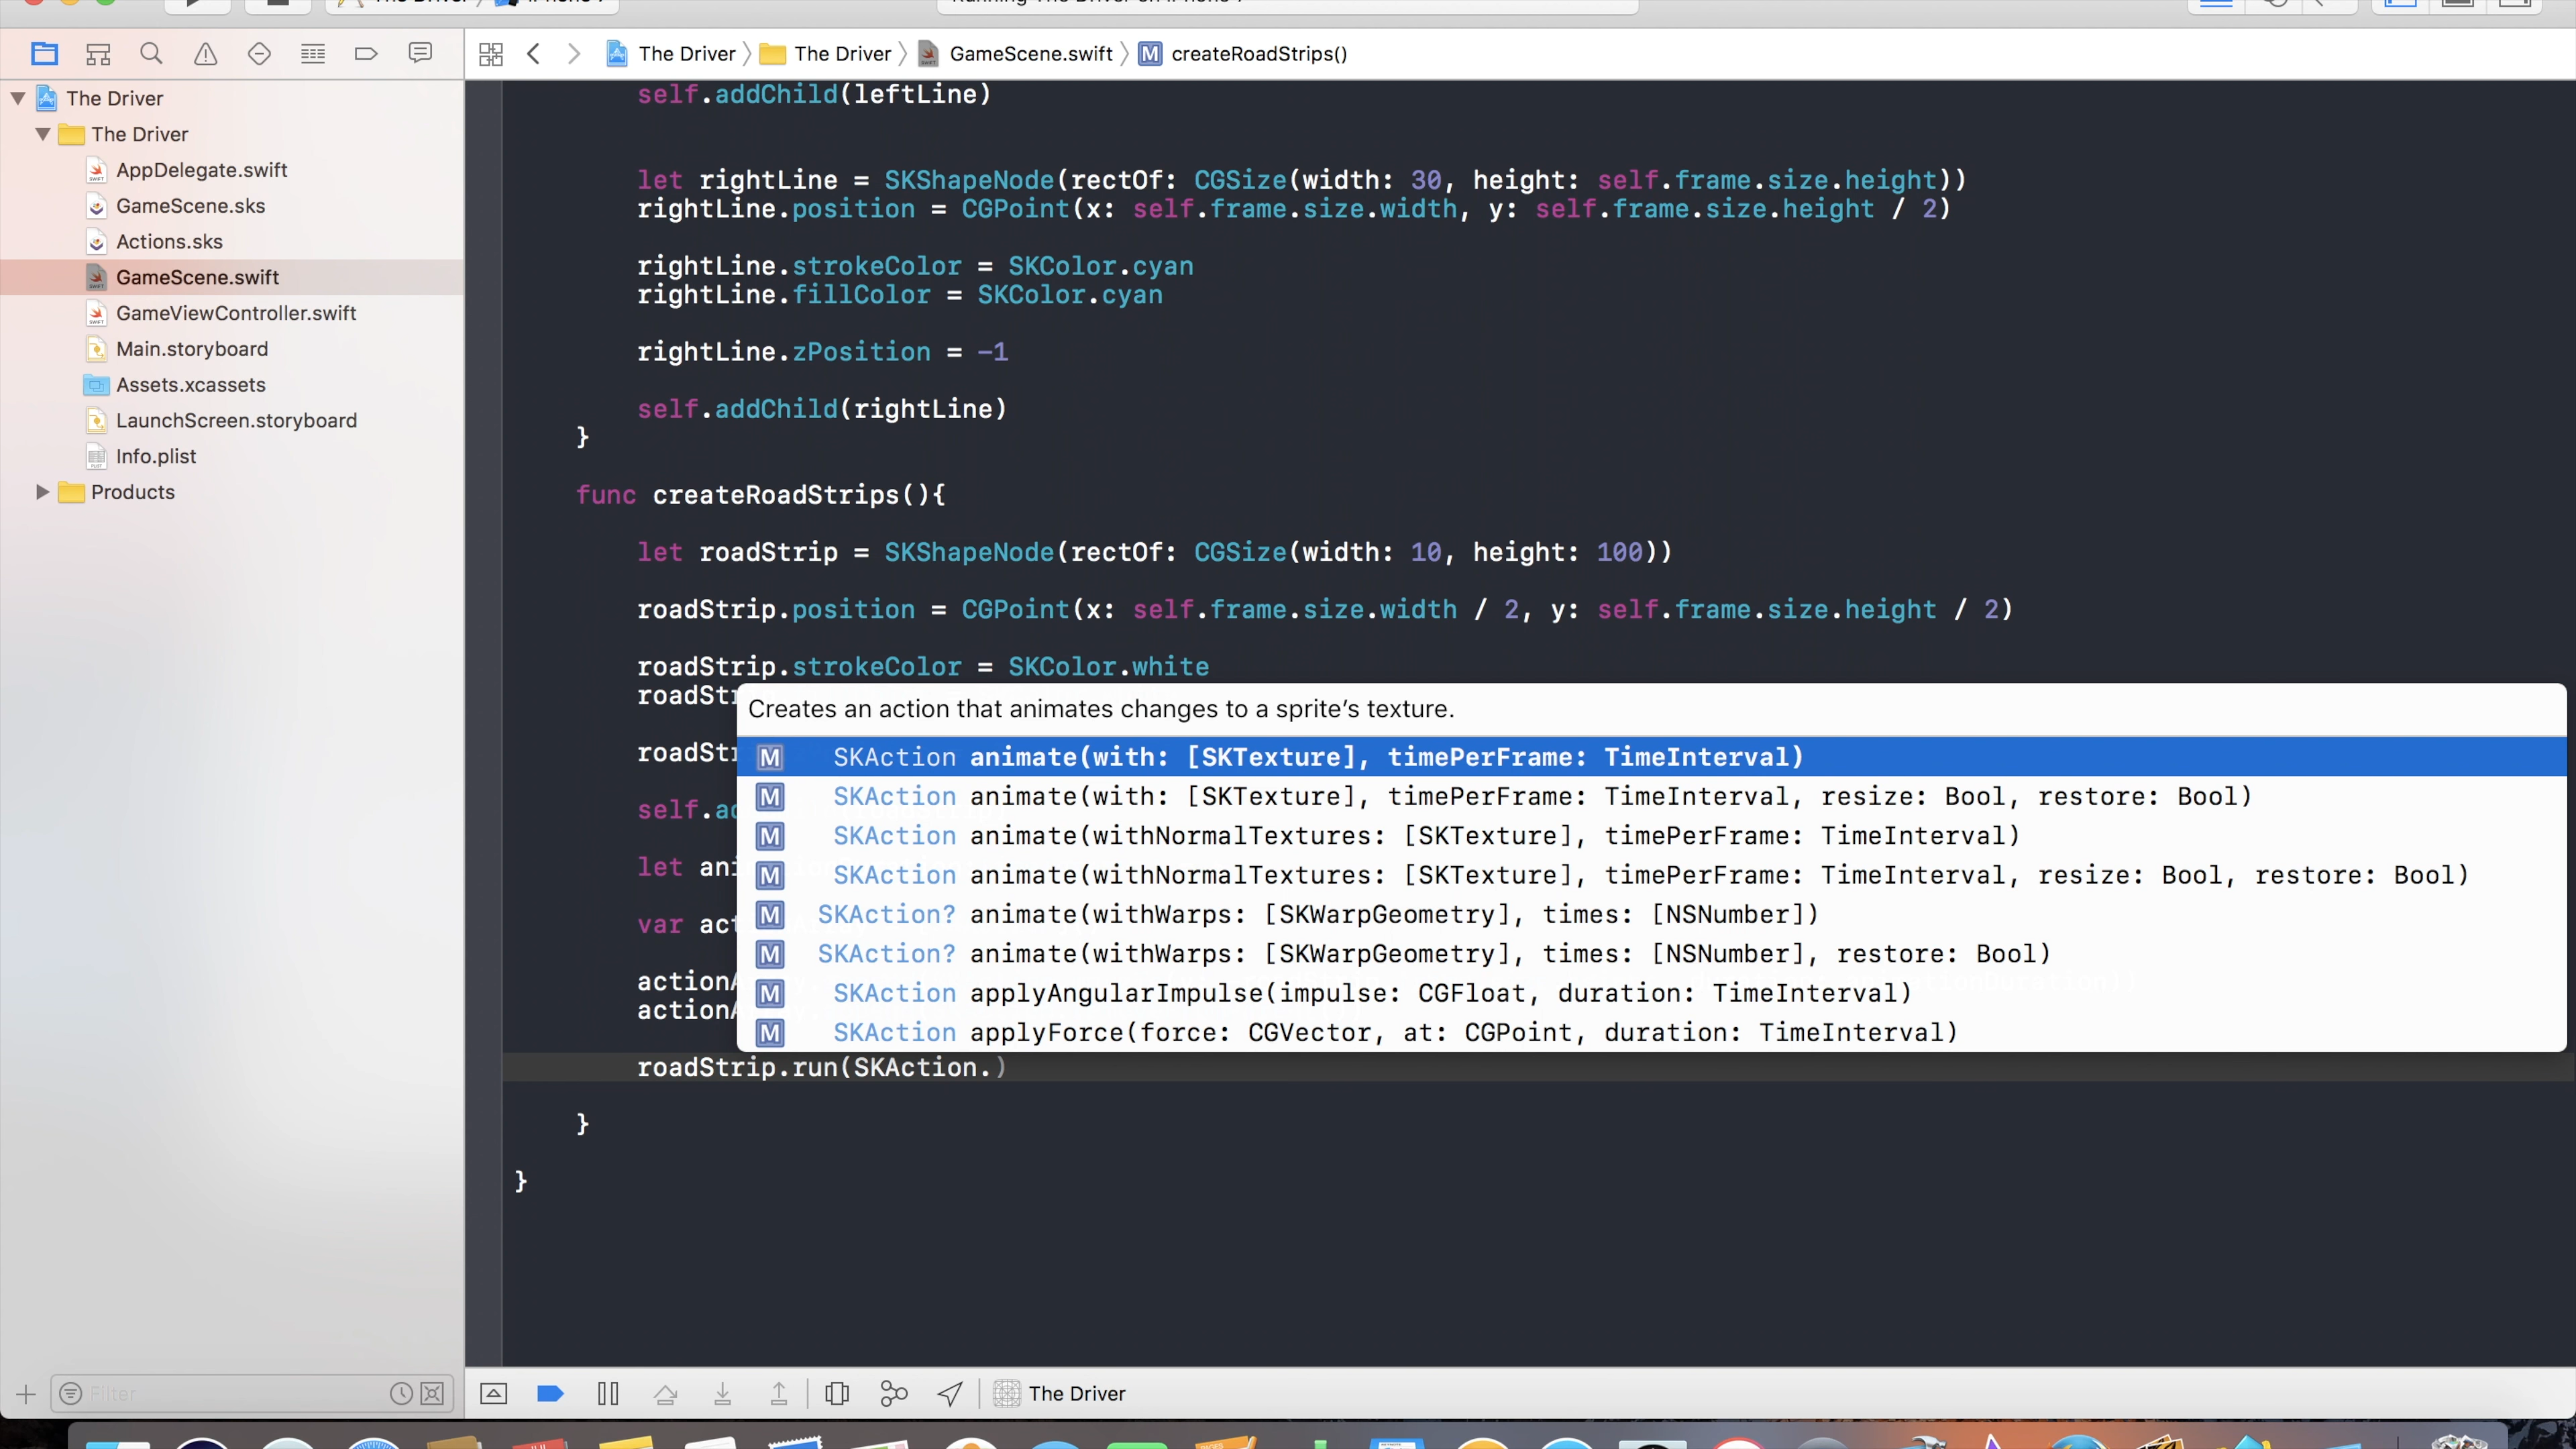 The Driver
The Driver
GameScene.swift
createRoadStrips()
The Driver
The Driver
AppDelegate.swift
GameScene.sks
Actions.sks
GameScene.swift
GameViewController.swift
Main.storyboard
Assets.xcassets
LaunchScreen.storyboard
Info.plist
Products
self.addChild(leftLine)
let rightLine = SKShapeNode(rectOf: CGSize(width: 30, height: self.frame.size.height))
rightLine.position = CGPoint(x: self.frame.size.width, y: self.frame.size.height / 2)
rightLine.strokeColor = SKColor.cyan
rightLine.fillColor = SKColor.cyan
rightLine.zPosition = -1
self.addChild(rightLine)
}
func createRoadStrips(){
let roadStrip = SKShapeNode(rectOf: CGSize(width: 10, height: 100))
roadStrip.position = CGPoint(x: self.frame.size.width / 2, y: self.frame.size.height / 2)
roadStrip.strokeColor = SKColor.white
roadStr
roadStr
self.ad
let ani
var act
actionA
actionA
Creates an action that animates changes to a sprite's texture.
M SKAction animate(with: [SKTexture], timePerFrame: TimeInterval)
M SKAction animate(with: [SKTexture], timePerFrame: TimeInterval, resize: Bool, restore: Bool)
M SKAction animate(withNormalTextures: [SKTexture], timePerFrame: TimeInterval)
M SKAction animate(withNormalTextures: [SKTexture], timePerFrame: TimeInterval, resize: Bool, restore: Bool)
M SKAction? animate(withWarps: [SKWarpGeometry], times: [NSNumber])
M SKAction? animate(withWarps: [SKWarpGeometry], times: [NSNumber], restore: Bool)
M SKAction applyAngularImpulse(impulse: CGFloat, duration: TimeInterval)
M SKAction applyForce(force: CGVector, at: CGPoint, duration: TimeInterval)
roadStrip.run(SKAction.)
}
}
Filter
The Driver